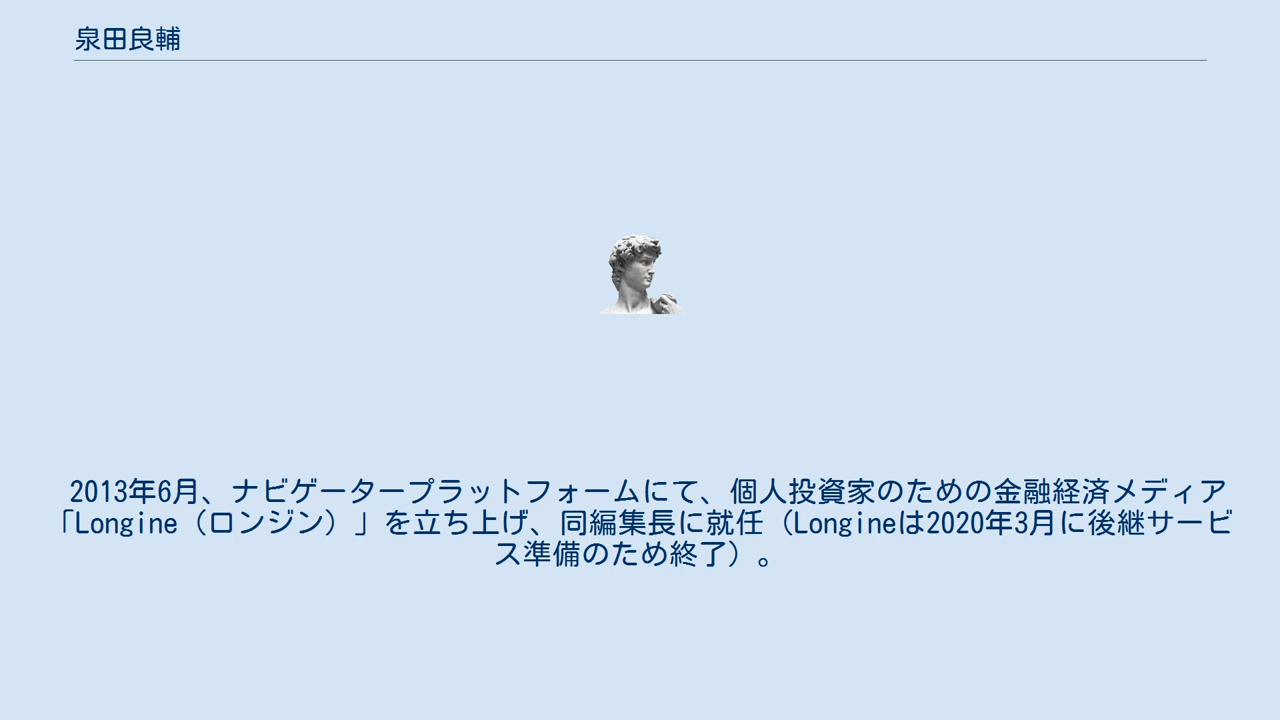 泉田良輔
2013年6月、ナビゲータープラットフォームにて、個人投資家のための金融経済メディア
「Longine（ロンジン）」を立ち上げ、同編集長に就任（Longineは2020年3月に後継サービ
ス準備のため終了）。